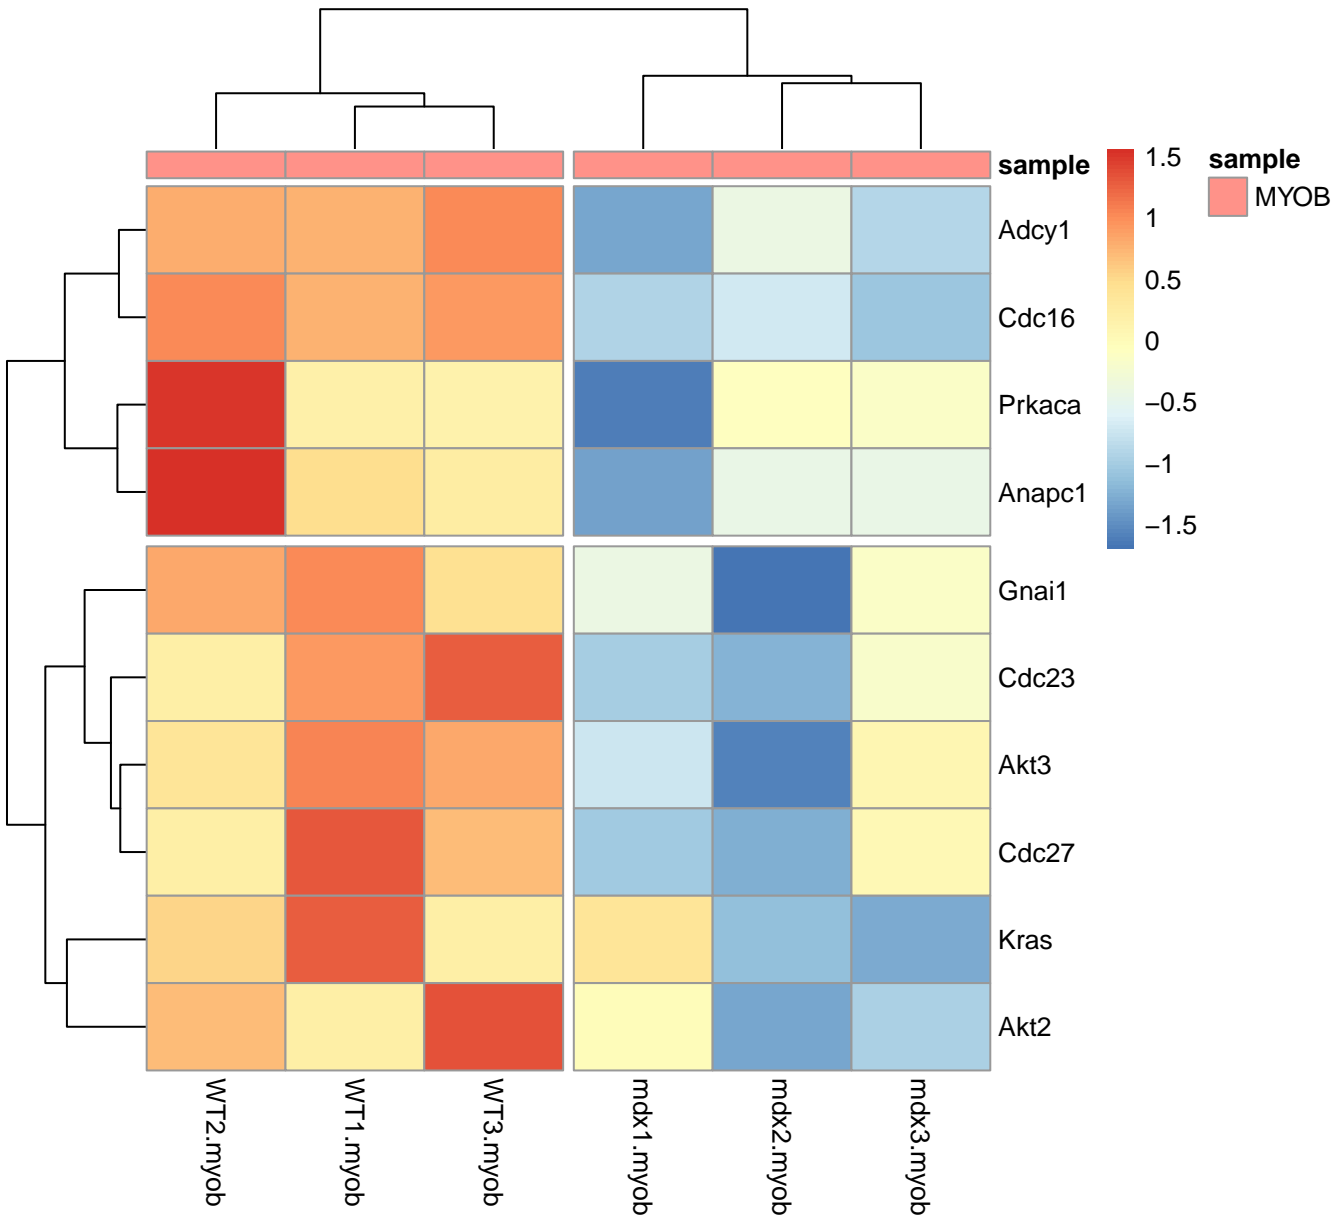 sample
Adcy1
Cdc16
Prkaca
Anapc1
Gnai1
Cdc23
Akt3
Cdc27
Kras
Akt2
WT2.myob
WT1.myob
WT3.myob
mdx1.myob
mdx2.myob
mdx3.myob
1.5
1
0.5
0
−0.5
−1
−1.5
sample
MYOB